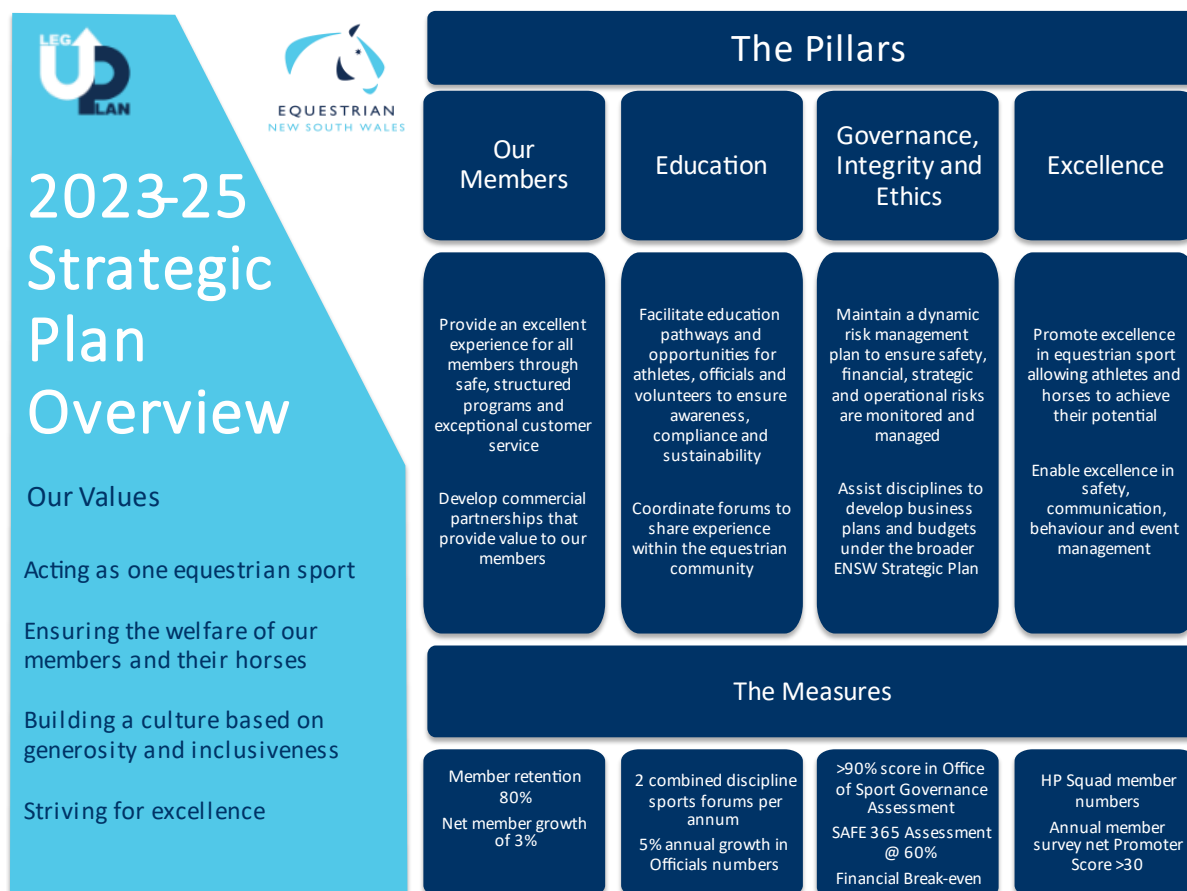 LEG
UP
PLAN
EQUESTRIAN
NEW SOUTH WALES
2023-25
Strategic
Plan
Overview
Our Values
Acting as one equestrian sport
Ensuring the welfare of our
members and their horses
Building a culture based on
generosity and inclusiveness
Striving for excellence
The Pillars
Our
Members
Education
Governance,
Integrity and
Ethics
Excellence
Provide an excellent
experience for all
members through
safe, structured
programs and
exceptional customer
service
Develop commercial
partnerships that
provide value to our
members
Facilitate education
pathways and
opportunities for
athletes, officials and
volunteers to ensure
awareness,
compliance and
sustainability
Coordinate forums to
share experience
within the equestrian
community
Maintain a dynamic
risk management
plan to ensure safety,
financial, strategic
and operational risks
are monitored and
managed
Assist disciplines to
develop business
plans and budgets
under the broader
ENSW Strategic Plan
Promote excellence
in equestrian sport
allowing athletes and
horses to achieve
their potential
Enable excellence in
safety,
communication,
behaviour and event
management
The Measures
Member retention
80%
Net member growth
of 3%
2 combined discipline
sports forums per
annum
5% annual growth in
Officials numbers
>90% score in Office
of Sport Governance
Assessment
SAFE 365 Assessment
@ 60%
Financial Break-even
HP Squad member
numbers
Annual member
survey net Promoter
Score >30